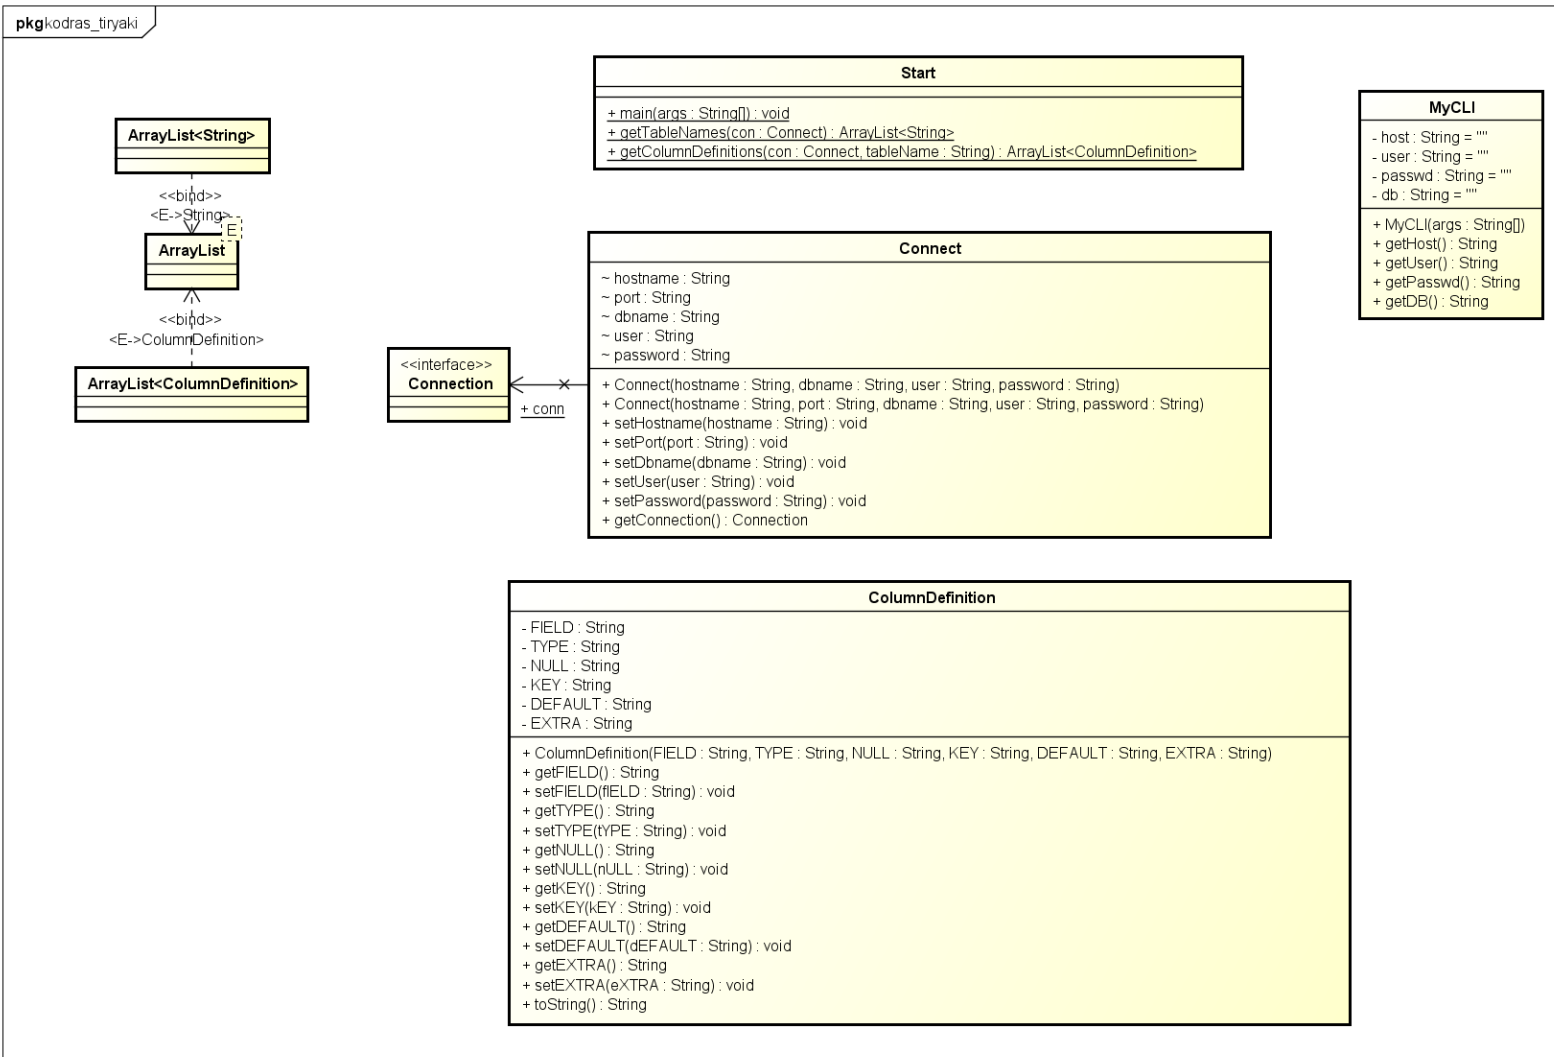 pkg kodras_tiryaki
Start
+ main(args : String[]) : void
+ getTableNames(con : Connect) : ArrayList<String>
+ getColumnDefinitions(con : Connect, tableName : String) : ArrayList<ColumnDefinition>
MyCLI
- host : String = ""
- user : String = ""
- passwd : String = ""
- db : String = ""
+ MyCLI(args : String[])
+ getHost() : String
+ getUser() : String
+ getPasswd() : String
+ getDB() : String
ArrayList<String>
<<bind>>
<E->String>
E
ArrayList
<<bind>>
<E->ColumnDefinition>
ArrayList<ColumnDefinition>
<<interface>>
Connection
+ conn
Connect
~ hostname : String
~ port : String
~ dbname : String
~ user : String
~ password : String
+ Connect(hostname : String, dbname : String, user : String, password : String)
+ Connect(hostname : String, port : String, dbname : String, user : String, password : String)
+ setHostname(hostname : String) : void
+ setPort(port : String) : void
+ setDbname(dbname : String) : void
+ setUser(user : String) : void
+ setPassword(password : String) : void
+ getConnection() : Connection
ColumnDefinition
- FIELD : String
- TYPE : String
- NULL : String
- KEY : String
- DEFAULT : String
- EXTRA : String
+ ColumnDefinition(FIELD : String, TYPE : String, NULL : String, KEY : String, DEFAULT : String, EXTRA : String)
+ getFIELD() : String
+ setFIELD(fIELD : String) : void
+ getTYPE() : String
+ setTYPE(tYPE : String) : void
+ getNULL() : String
+ setNULL(nULL : String) : void
+ getKEY() : String
+ setKEY(kEY : String) : void
+ getDEFAULT() : String
+ setDEFAULT(dEFAULT : String) : void
+ getEXTRA() : String
+ setEXTRA(eXTRA : String) : void
+ toString() : String